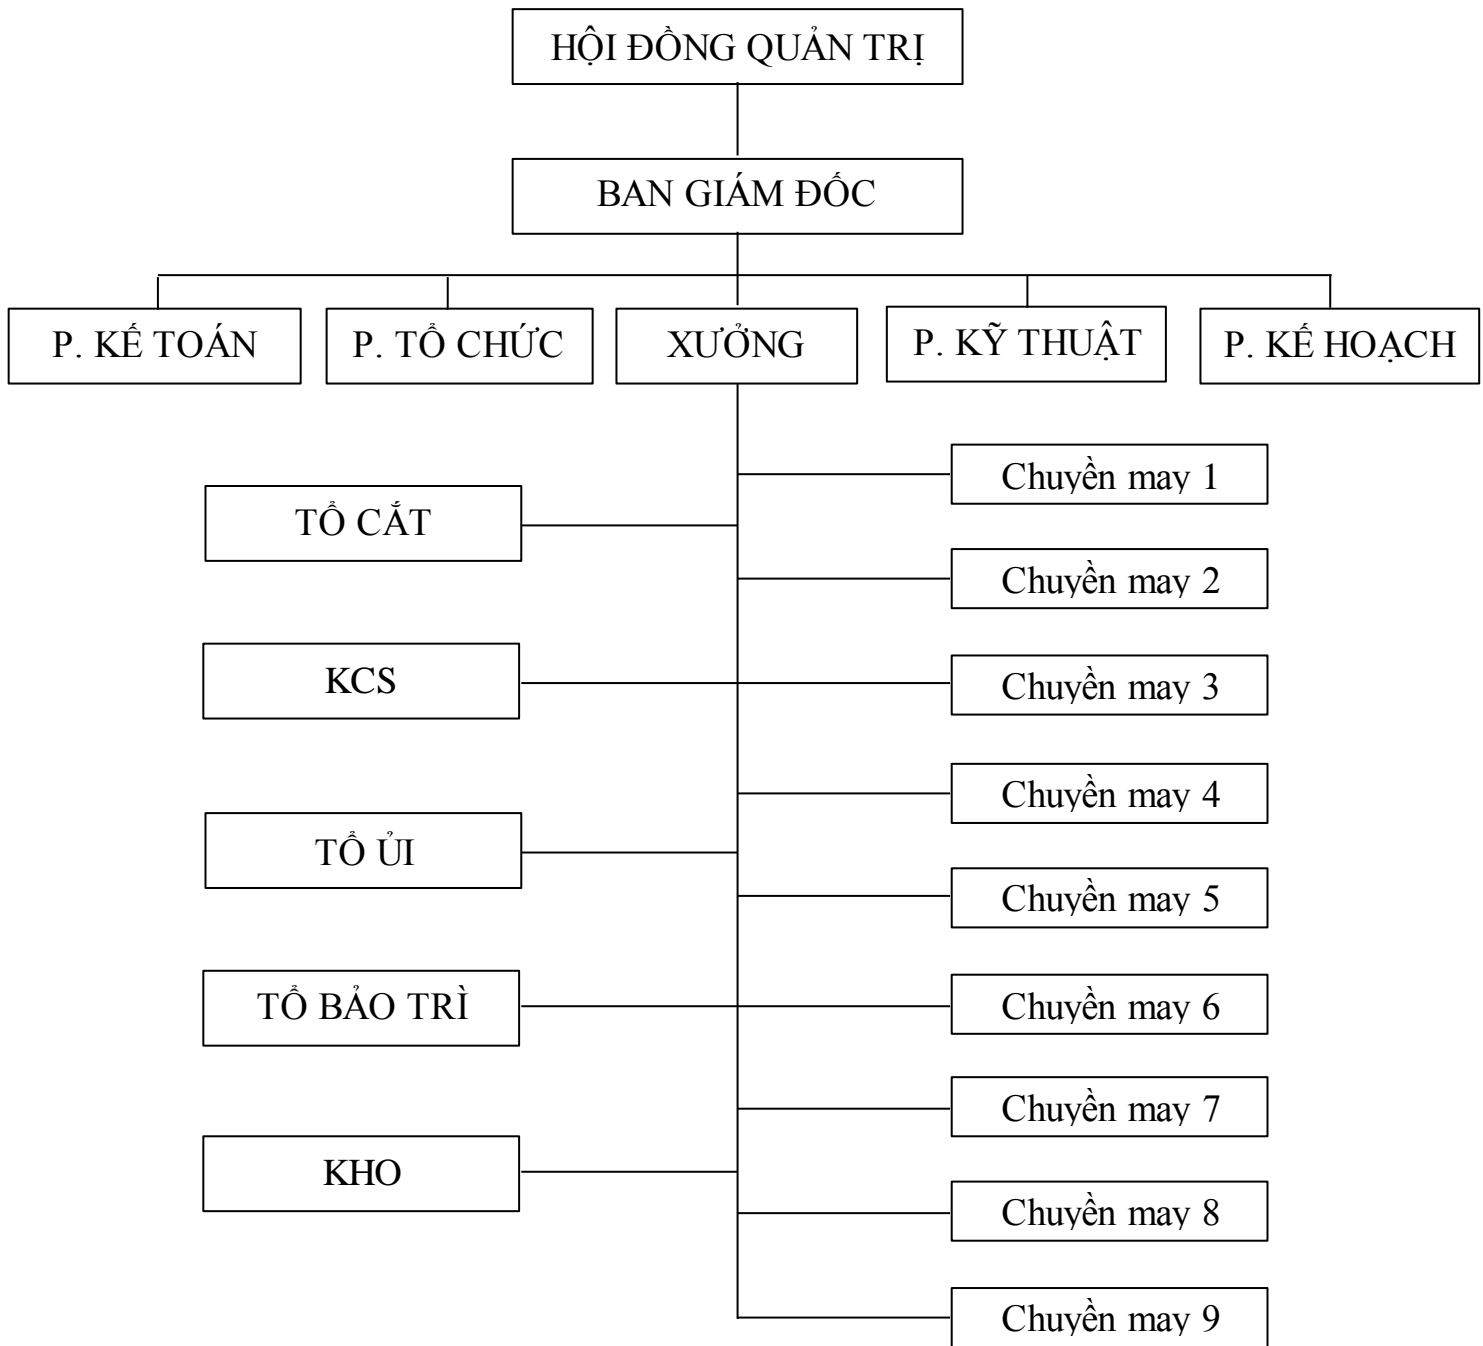 HỘI ĐỒNG QUẢN TRỊ
BAN GIÁM ĐỐC
P. KẾ TOÁN
P. TỔ CHỨC
XƯỞNG
P. KỸ THUẬT
P. KẾ HOẠCH
Chuyền may 1
TỔ CẮT
Chuyền may 2
KCS
Chuyền may 3
Chuyền may 4
TỔ ỦI
Chuyền may 5
TỔ BẢO TRÌ
Chuyền may 6
Chuyền may 7
KHO
Chuyền may 8
Chuyền may 9